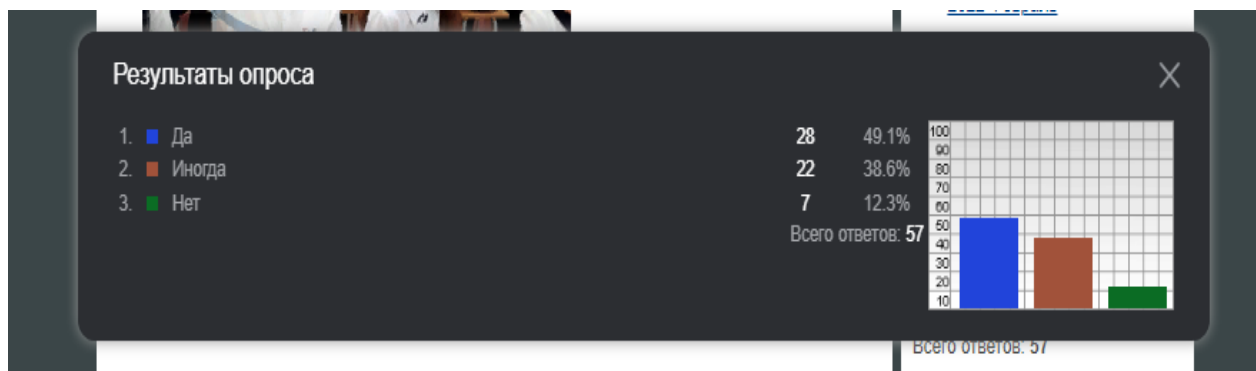 Результаты опроса
1. Да 28 49.1%
2. Иногда 22 38.6%
3. Нет 7 12.3%
Всего ответов: 57
100
90
80
70
60
50
40
30
20
10
Всего ответов: 57